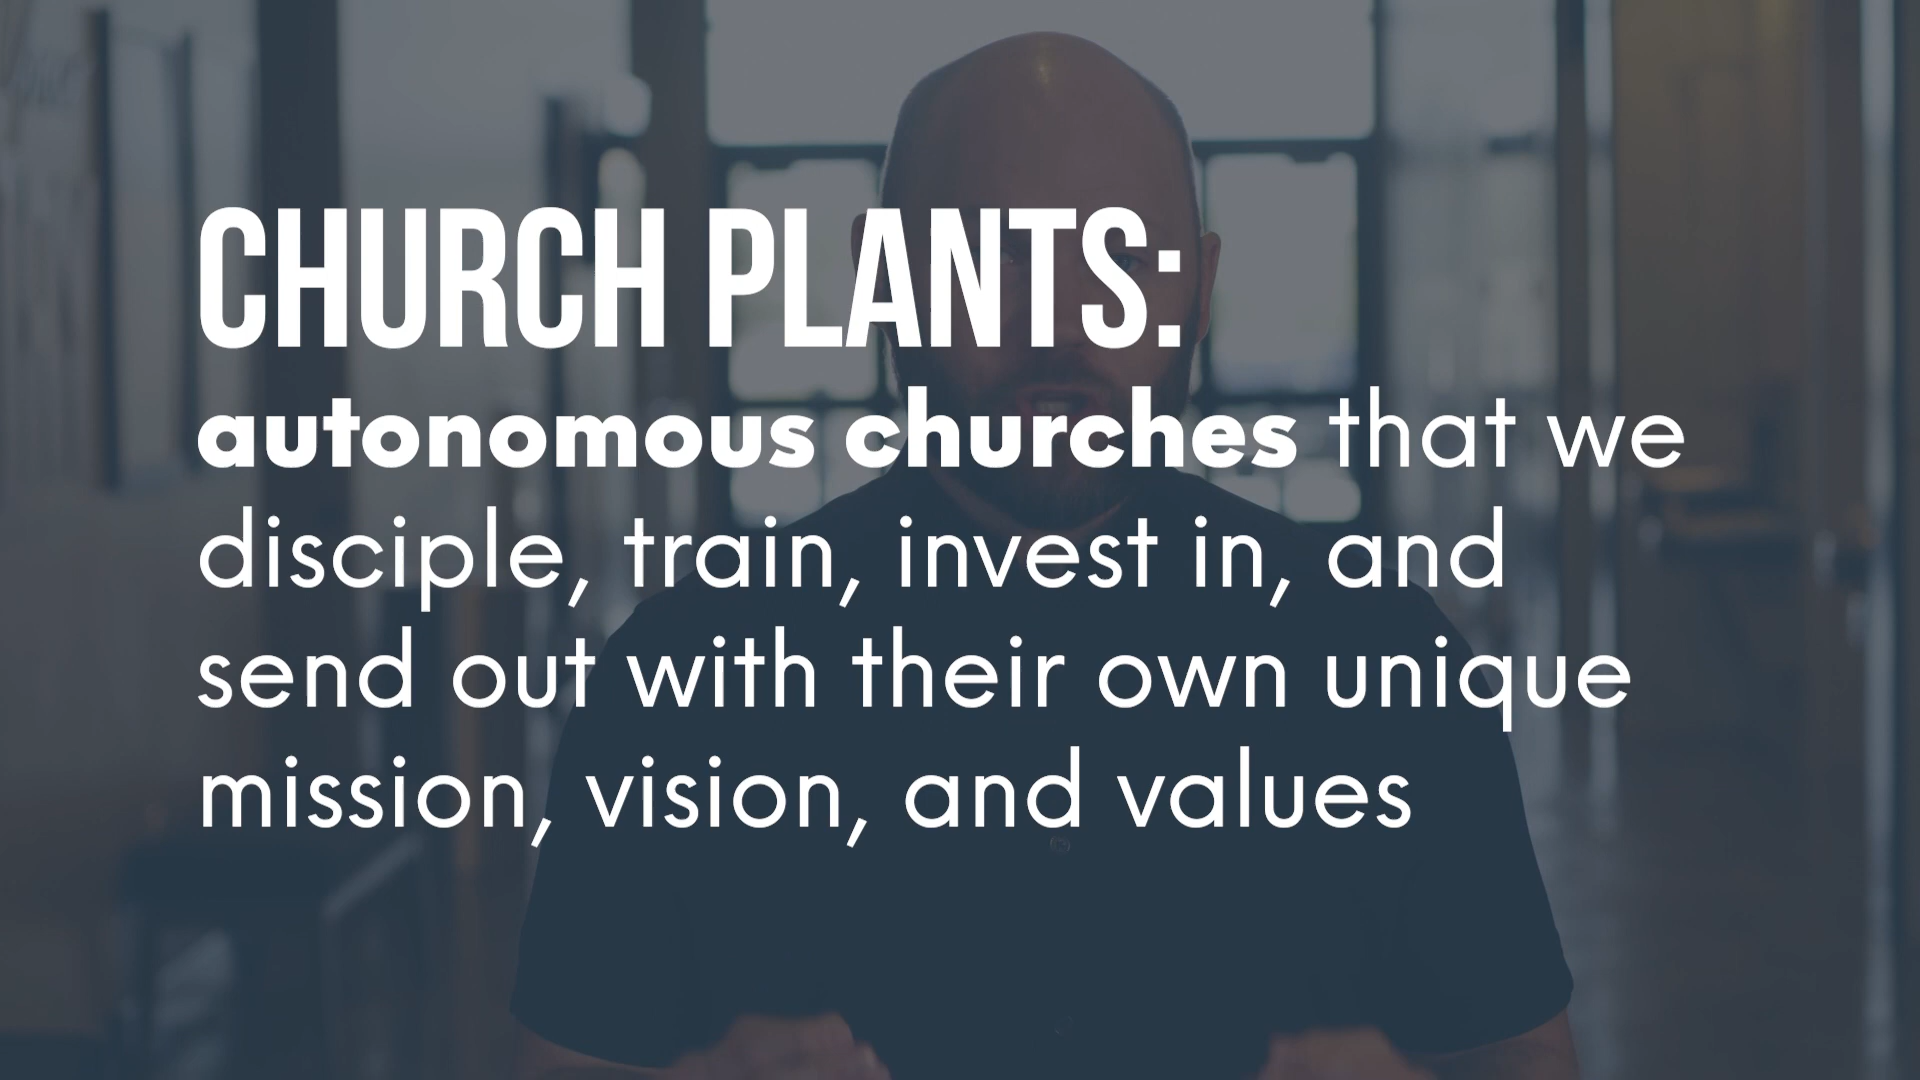 CHURCH PLANTS:
autonomous churches that we
disciple, train, invest in, and
send out with their own unique
mission, vision, and values